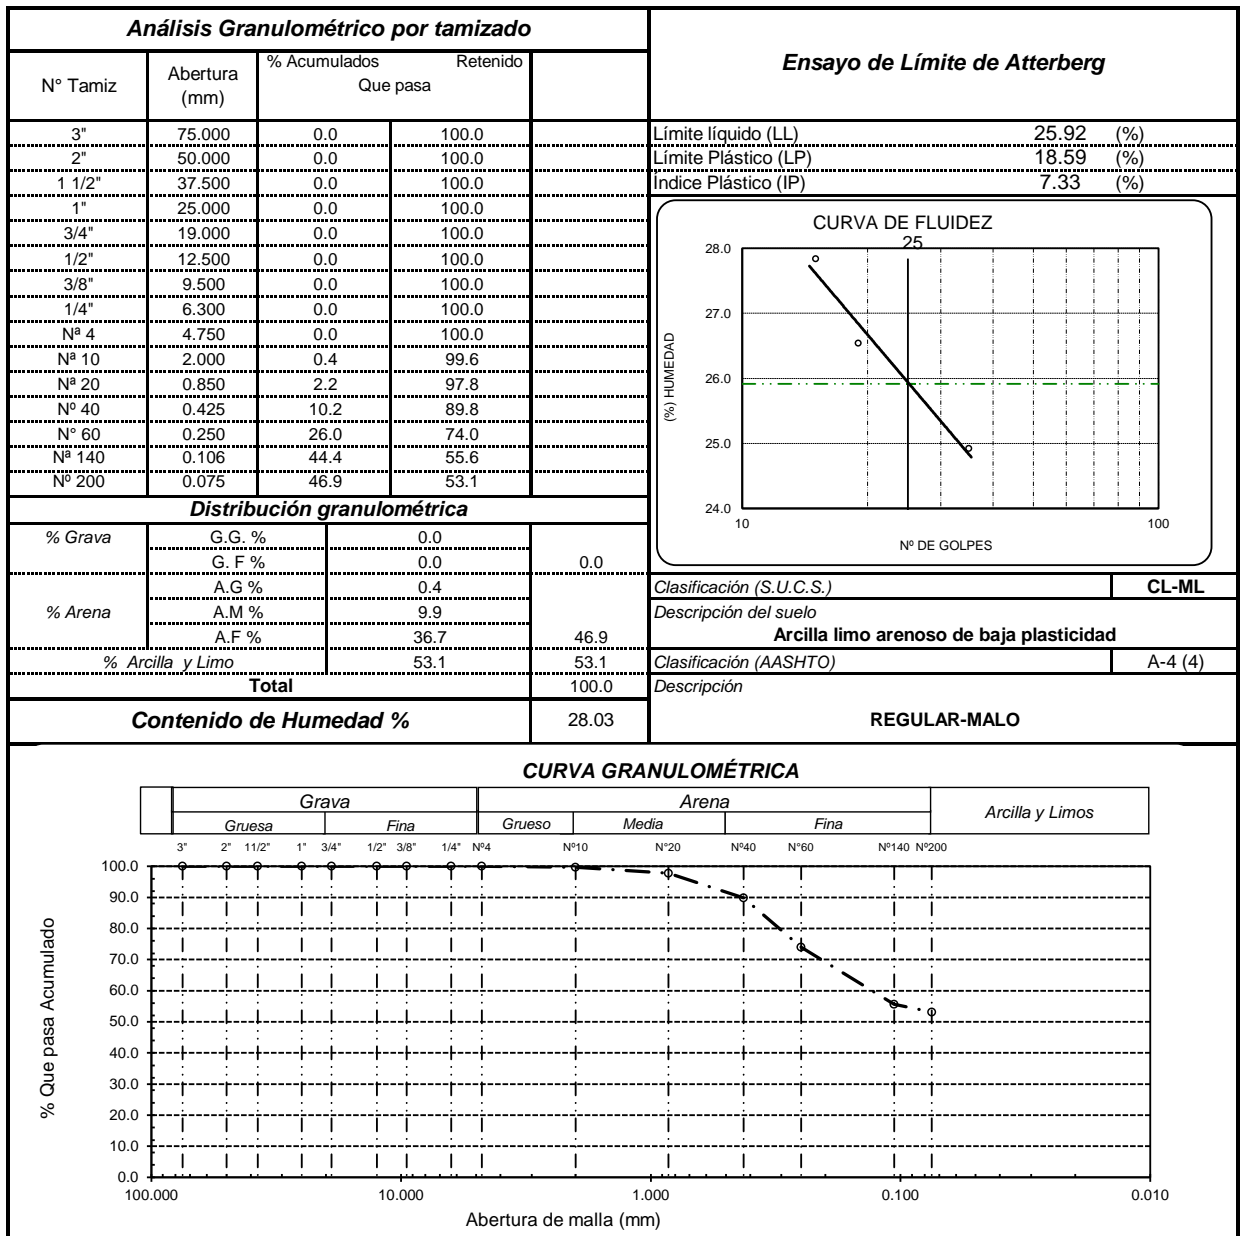 Análisis Granulométrico por tamizado
N° Tamiz Abertura (mm) % Acumulados Retenido Que pasa
3" 75.000 0.0 100.0
2" 50.000 0.0 100.0
1 1/2" 37.500 0.0 100.0
1" 25.000 0.0 100.0
3/4" 19.000 0.0 100.0
1/2" 12.500 0.0 100.0
3/8" 9.500 0.0 100.0
1/4" 6.300 0.0 100.0
Nª 4 4.750 0.0 100.0
Nª 10 2.000 0.4 99.6
Nª 20 0.850 2.2 97.8
Nº 40 0.425 10.2 89.8
N° 60 0.250 26.0 74.0
Nª 140 0.106 44.4 55.6
Nº 200 0.075 46.9 53.1
Distribución granulométrica
% Grava G.G. % 0.0
G. F % 0.0 0.0
A.G % 0.4
% Arena A.M % 9.9
A.F % 36.7 46.9
% Arcilla y Limo 53.1 53.1
Total 100.0
Contenido de Humedad % 28.03
Ensayo de Límite de Atterberg
Límite líquido (LL) 25.92 (%)
Límite Plástico (LP) 18.59 (%)
Índice Plástico (IP) 7.33 (%)
CURVA DE FLUIDEZ
25
28.0
27.0
26.0
25.0
24.0
(%) HUMEDAD
10 100
Nº DE GOLPES
Clasificación (S.U.C.S.) CL-ML
Descripción del suelo
Arcilla limo arenoso de baja plasticidad
Clasificación (AASHTO) A-4 (4)
Descripción
REGULAR-MALO
CURVA GRANULOMÉTRICA
Grava Arena Arcilla y Limos
Gruesa Fina Grueso Media Fina
3" 2" 11/2" 1" 3/4" 1/2" 3/8" 1/4" Nº4 Nº10 N°20 N°40 N°60 Nº140 Nº200
100.0
90.0
80.0
70.0
60.0
50.0
40.0
30.0
20.0
10.0
0.0
% Que pasa Acumulado
100.000 10.000 1.000 0.100 0.010
Abertura de malla (mm)